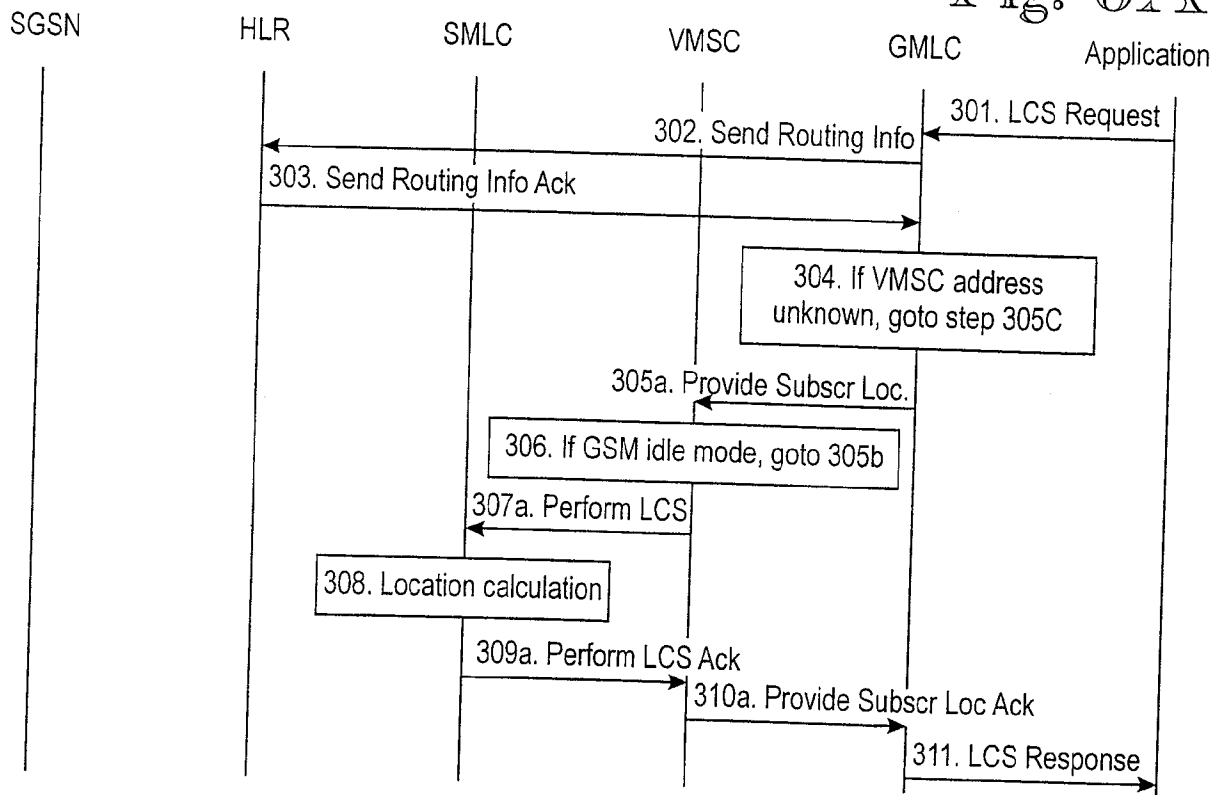 SGSN
HLR
SMLC
VMSC
GMLC
Application
301. LCS Request
302. Send Routing Info
303. Send Routing Info Ack
304. If VMSC address
unknown, goto step 305C
305a. Provide Subscr Loc.
306. If GSM idle mode, goto 305b
307a. Perform LCS
308. Location calculation
309a. Perform LCS Ack
310a. Provide Subscr Loc Ack
311. LCS Response